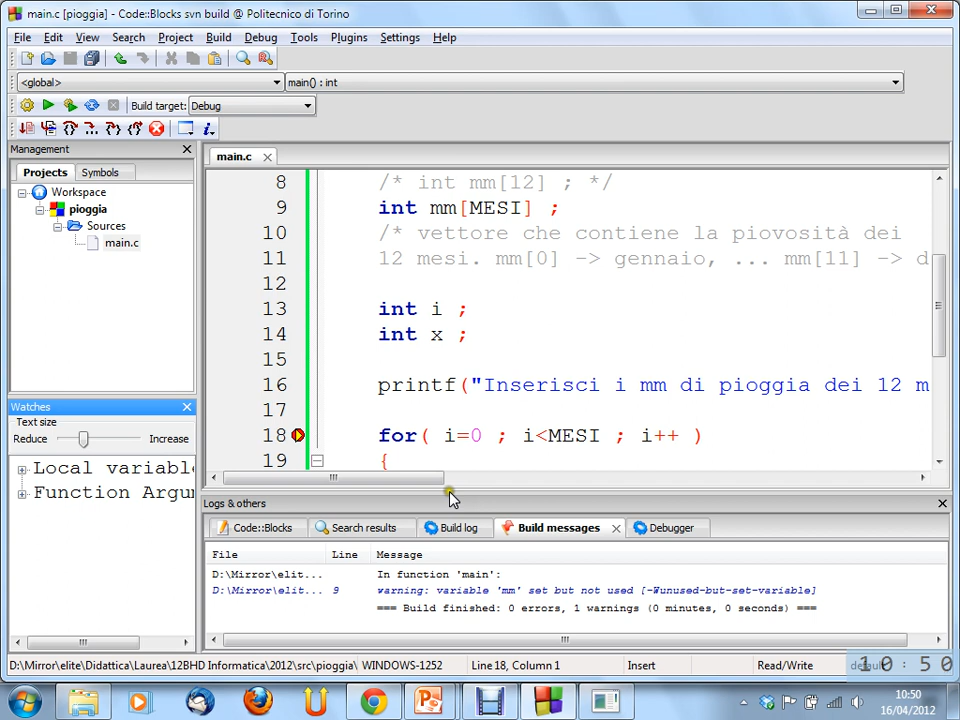 main.c [pioggia] - Code::Blocks svn build @ Politecnico di Torino
File Edit View Search Project Build Debug Tools Plugins Settings Help
<global> main() : int
Build target: Debug
Management
Projects Symbols
Workspace
pioggia
Sources
main.c
main.c
8 /* int mm[12] ; */
9 int mm[MESI] ;
10 /* vettore che contiene la piovosità dei
11 12 mesi. mm[0] -> gennaio, ... mm[11] -> d
12
13 int i ;
14 int x ;
15
16 printf("Inserisci i mm di pioggia dei 12 m
17
18 for( i=0 ; i<MESI ; i++ )
19 {
Watches
Text size
Reduce Increase
Local variabl
Function Argu
Logs & others
Code::Blocks Search results Build log Build messages Debugger
File Line Message
D:\Mirror\elit... In function 'main':
D:\Mirror\elit... 9 warning: variable 'mm' set but not used [-Wunused-but-set-variable]
=== Build finished: 0 errors, 1 warnings (0 minutes, 0 seconds) ===
D:\Mirror\elite\Didattica\Laurea\12BHD Informatica\2012\src\pioggia\ WINDOWS-1252 Line 18, Column 1 Insert Read/Write default
10:50
10:50
16/04/2012